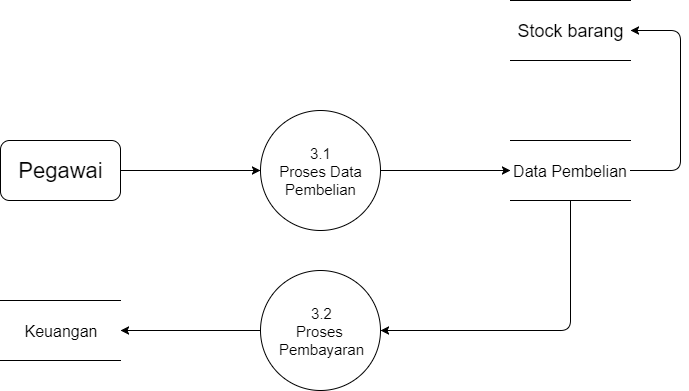 Stock barang
Pegawai
3.1
Proses Data
Pembelian
Data Pembelian
Keuangan
3.2
Proses
Pembayaran